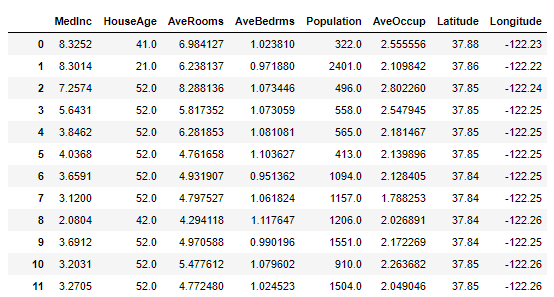 MedInc HouseAge AveRooms AveBedrms Population AveOccup Latitude Longitude
0 8.3252 41.0 6.984127 1.023810 322.0 2.555556 37.88 -122.23
1 8.3014 21.0 6.238137 0.971880 2401.0 2.109842 37.86 -122.22
2 7.2574 52.0 8.288136 1.073446 496.0 2.802260 37.85 -122.24
3 5.6431 52.0 5.817352 1.073059 558.0 2.547945 37.85 -122.25
4 3.8462 52.0 6.281853 1.081081 565.0 2.181467 37.85 -122.25
5 4.0368 52.0 4.761658 1.103627 413.0 2.139896 37.85 -122.25
6 3.6591 52.0 4.931907 0.951362 1094.0 2.128405 37.84 -122.25
7 3.1200 52.0 4.797527 1.061824 1157.0 1.788253 37.84 -122.25
8 2.0804 42.0 4.294118 1.117647 1206.0 2.026891 37.84 -122.26
9 3.6912 52.0 4.970588 0.990196 1551.0 2.172269 37.84 -122.25
10 3.2031 52.0 5.477612 1.079602 910.0 2.263682 37.85 -122.26
11 3.2705 52.0 4.772480 1.024523 1504.0 2.049046 37.85 -122.26